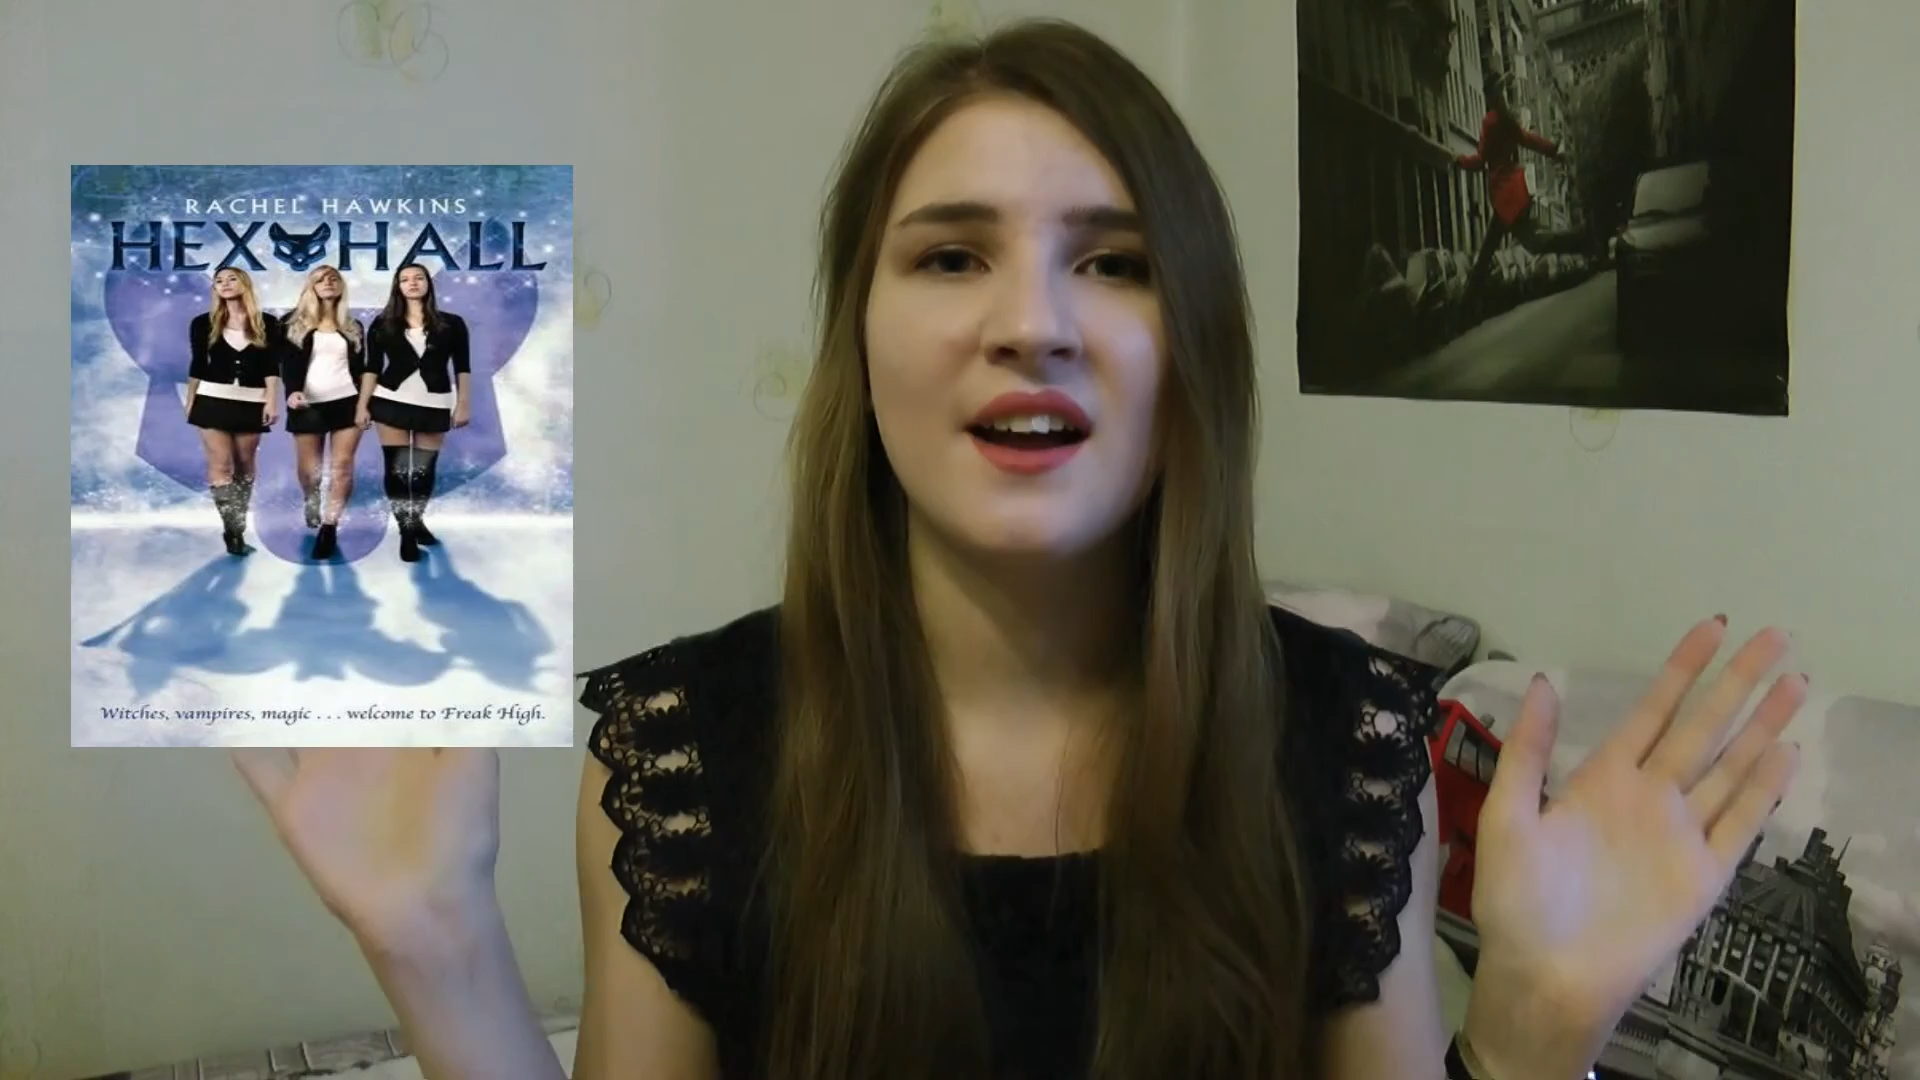 RACHEL HAWKINS
HEX HALL
Witches, vampires, magic . . . welcome to Freak High.